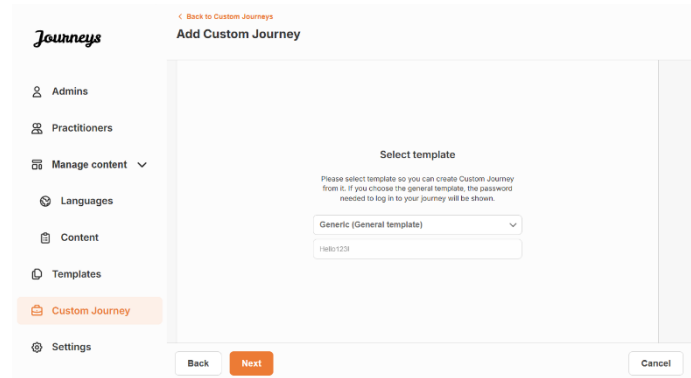 < Back to Custom Journeys
Journeys
Add Custom Journey
Admins
Practitioners
Manage content
Languages
Content
Templates
Custom Journey
Settings
Select template
Please select template so you can create Custom Journey
from it. If you choose the general template, the password
needed to log in to your journey will be shown.
Generic (General template)
Hello123!
Back
Next
Cancel